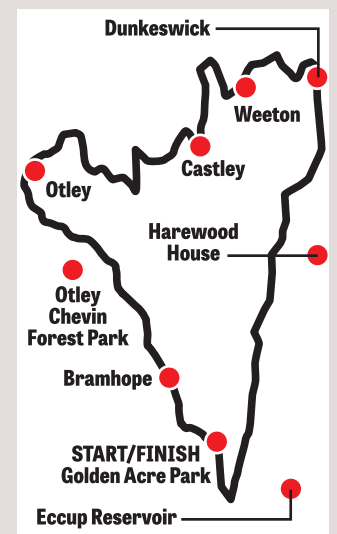 Dunkeswick
Weeton
Castley
Otley
Harewood
House
Otley
Chevin
Forest Park
Bramhope
START/FINISH
Golden Acre Park
Eccup Reservoir